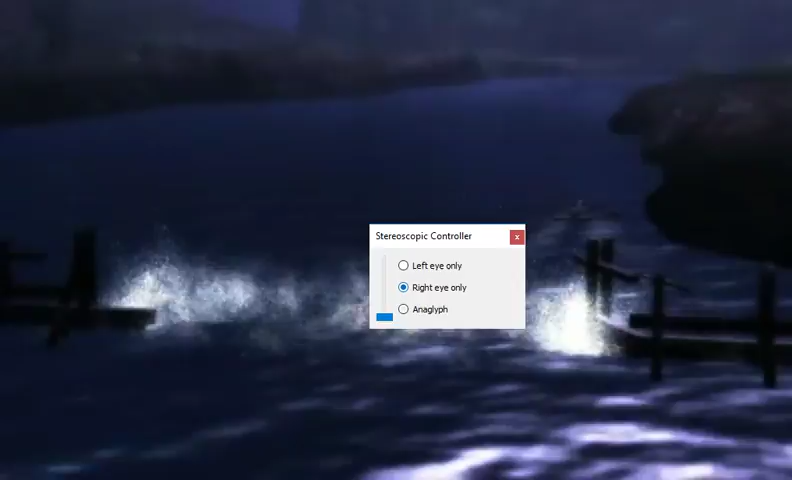 Stereoscopic Controller
Left eye only
Right eye only
Anaglyph